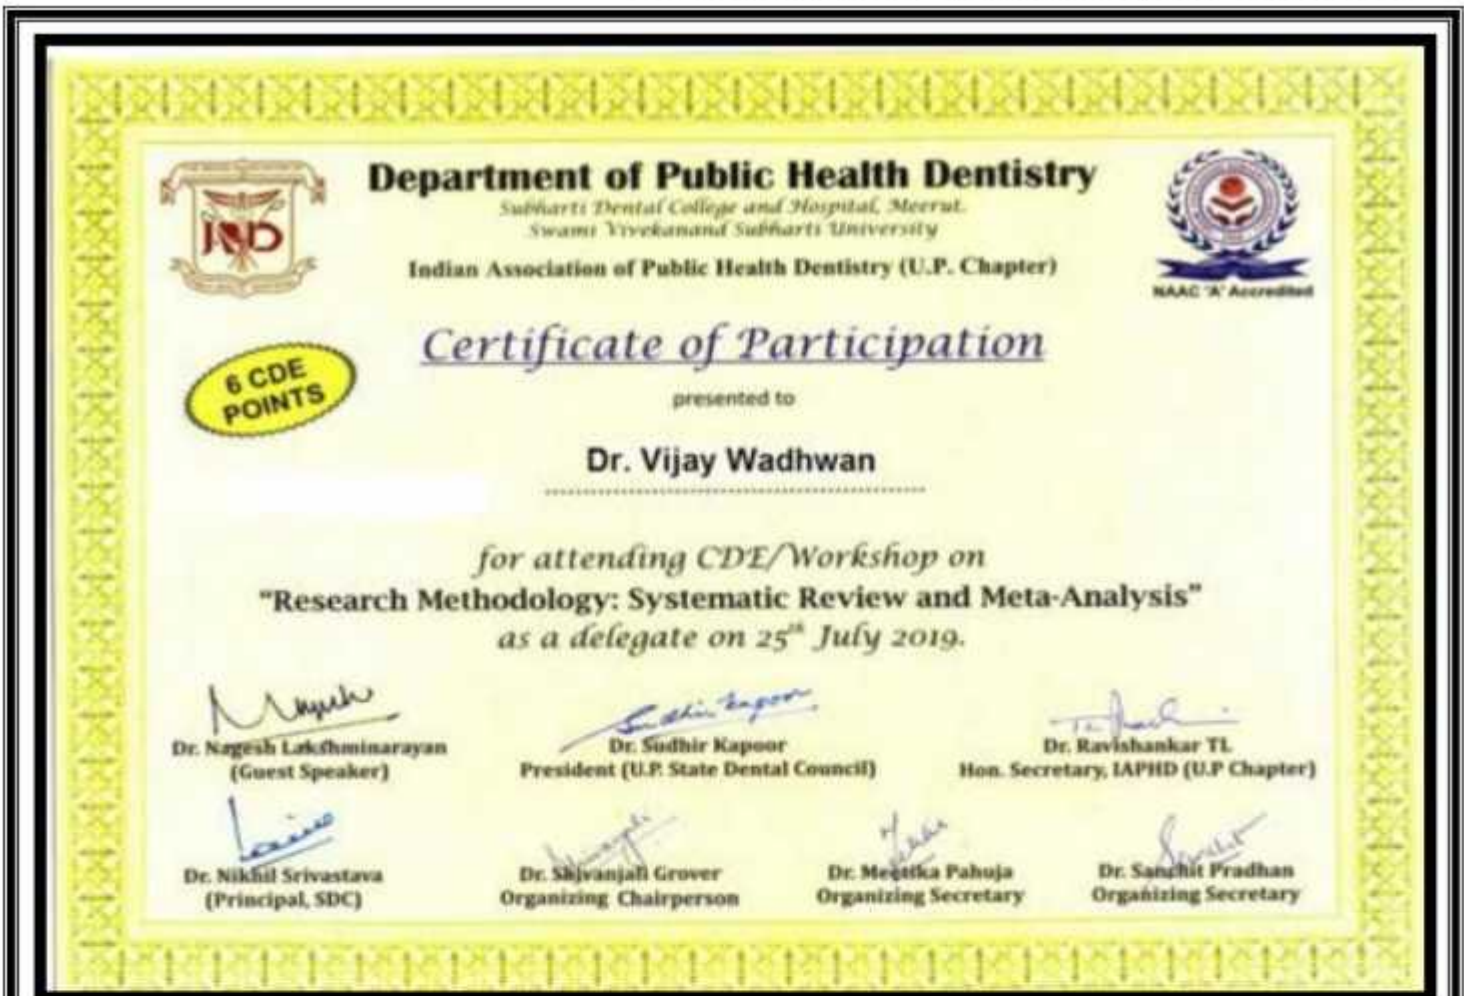 Department of Public Health Dentistry
Subharti Dental College and Hospital, Meerut.
Swami Vivekanand Subharti University
Indian Association of Public Health Dentistry (U.P. Chapter)
NAAC 'A' Accredited
Certificate of Participation
6 CDE
POINTS
presented to
Dr. Vijay Wadhwan
for attending CDE/Workshop on
"Research Methodology: Systematic Review and Meta-Analysis"
as a delegate on 25th July 2019.
Sudhir Kapoor
Dr. Nagesh Lakshminarayan
(Guest Speaker)
Dr. Sudhir Kapoor
President (U.P. State Dental Council)
Dr. Ravishankar TL
Hon. Secretary, IAPHD (U.P Chapter)
Dr. Nikhil Srivastava
(Principal, SDC)
Dr. Shivanjali Grover
Organizing Chairperson
Dr. Meetika Pahuja
Organizing Secretary
Dr. Sanchit Pradhan
Organizing Secretary